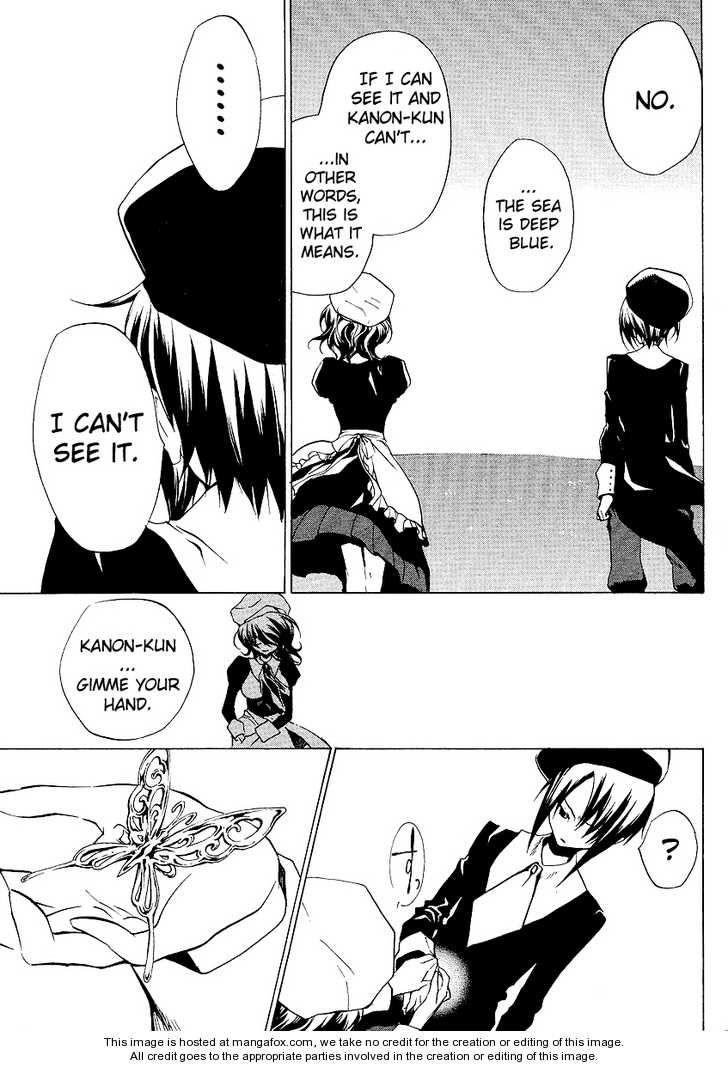 NO.
...
THE SEA
IS DEEP
BLUE.
IF I CAN
SEE IT AND
KANON-KUN
CAN'T...
...IN
OTHER
WORDS,
THIS IS
WHAT IT
MEANS.
......
I CAN'T
SEE IT.
KANON-KUN
...
GIMME YOUR
HAND.
?
すっ
This image is hosted at mangafox.com, we take no credit for the creation or editing of this image.
All credit goes to the appropriate parties involved in the creation or editing of this image.